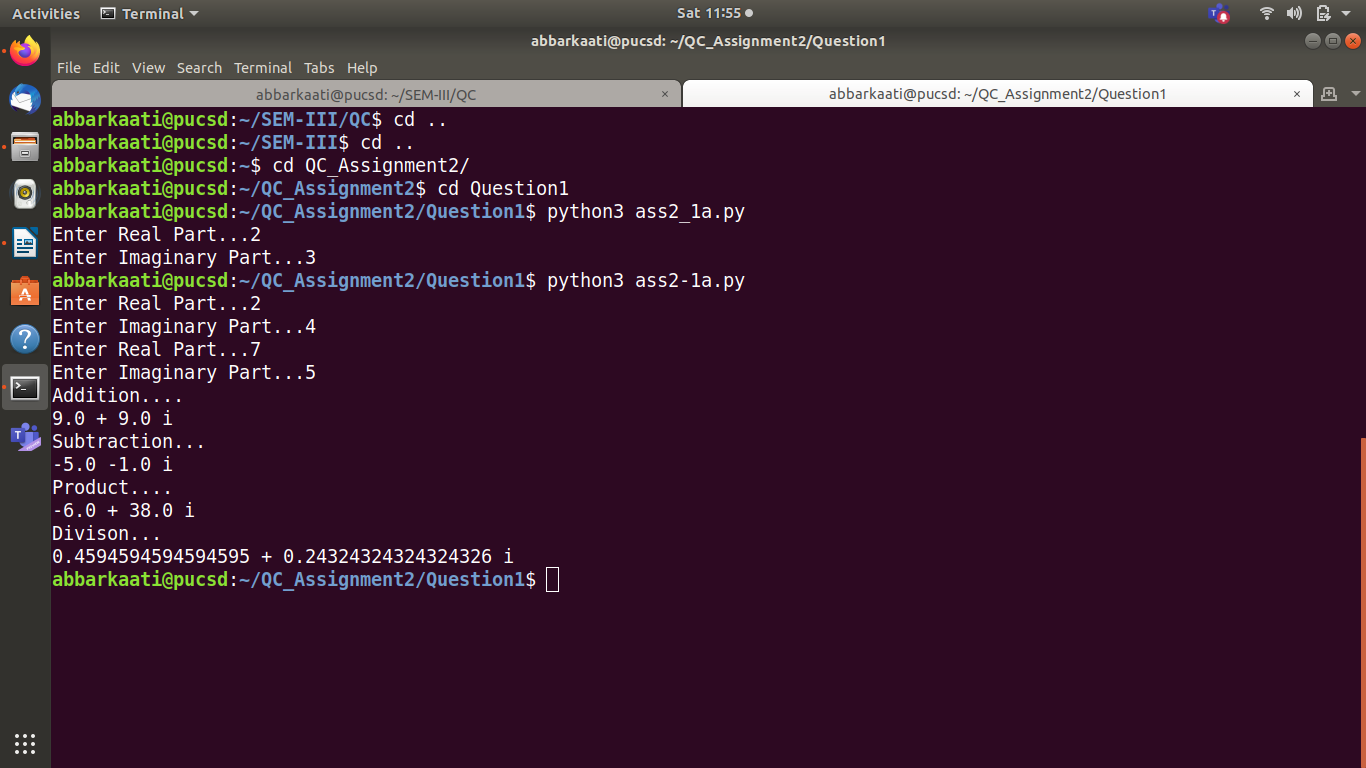 Activities Terminal Sat 11:55
abbarkaati@pucsd: ~/QC_Assignment2/Question1
File Edit View Search Terminal Tabs Help
abbarkaati@pucsd: ~/SEM-III/QC × abbarkaati@pucsd: ~/QC_Assignment2/Question1 ×
abbarkaati@pucsd:~/SEM-III/QC$ cd ..
abbarkaati@pucsd:~/SEM-III$ cd ..
abbarkaati@pucsd:~$ cd QC_Assignment2/
abbarkaati@pucsd:~/QC_Assignment2$ cd Question1
abbarkaati@pucsd:~/QC_Assignment2/Question1$ python3 ass2_1a.py
Enter Real Part...2
Enter Imaginary Part...3
abbarkaati@pucsd:~/QC_Assignment2/Question1$ python3 ass2-1a.py
Enter Real Part...2
Enter Imaginary Part...4
Enter Real Part...7
Enter Imaginary Part...5
Addition....
9.0 + 9.0 i
Subtraction...
-5.0 -1.0 i
Product....
-6.0 + 38.0 i
Divison...
0.4594594594594595 + 0.24324324324324326 i
abbarkaati@pucsd:~/QC_Assignment2/Question1$